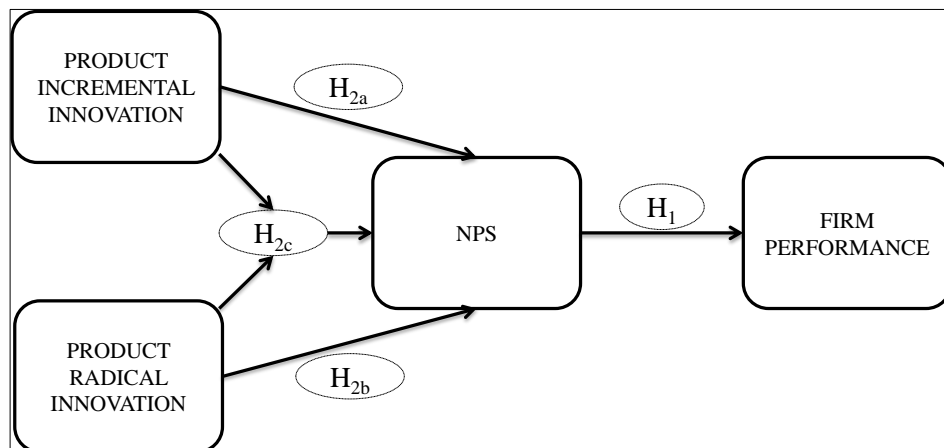 PRODUCT
INCREMENTAL
INNOVATION
H2a
H2c
NPS
H1
FIRM
PERFORMANCE
PRODUCT
RADICAL
INNOVATION
H2b